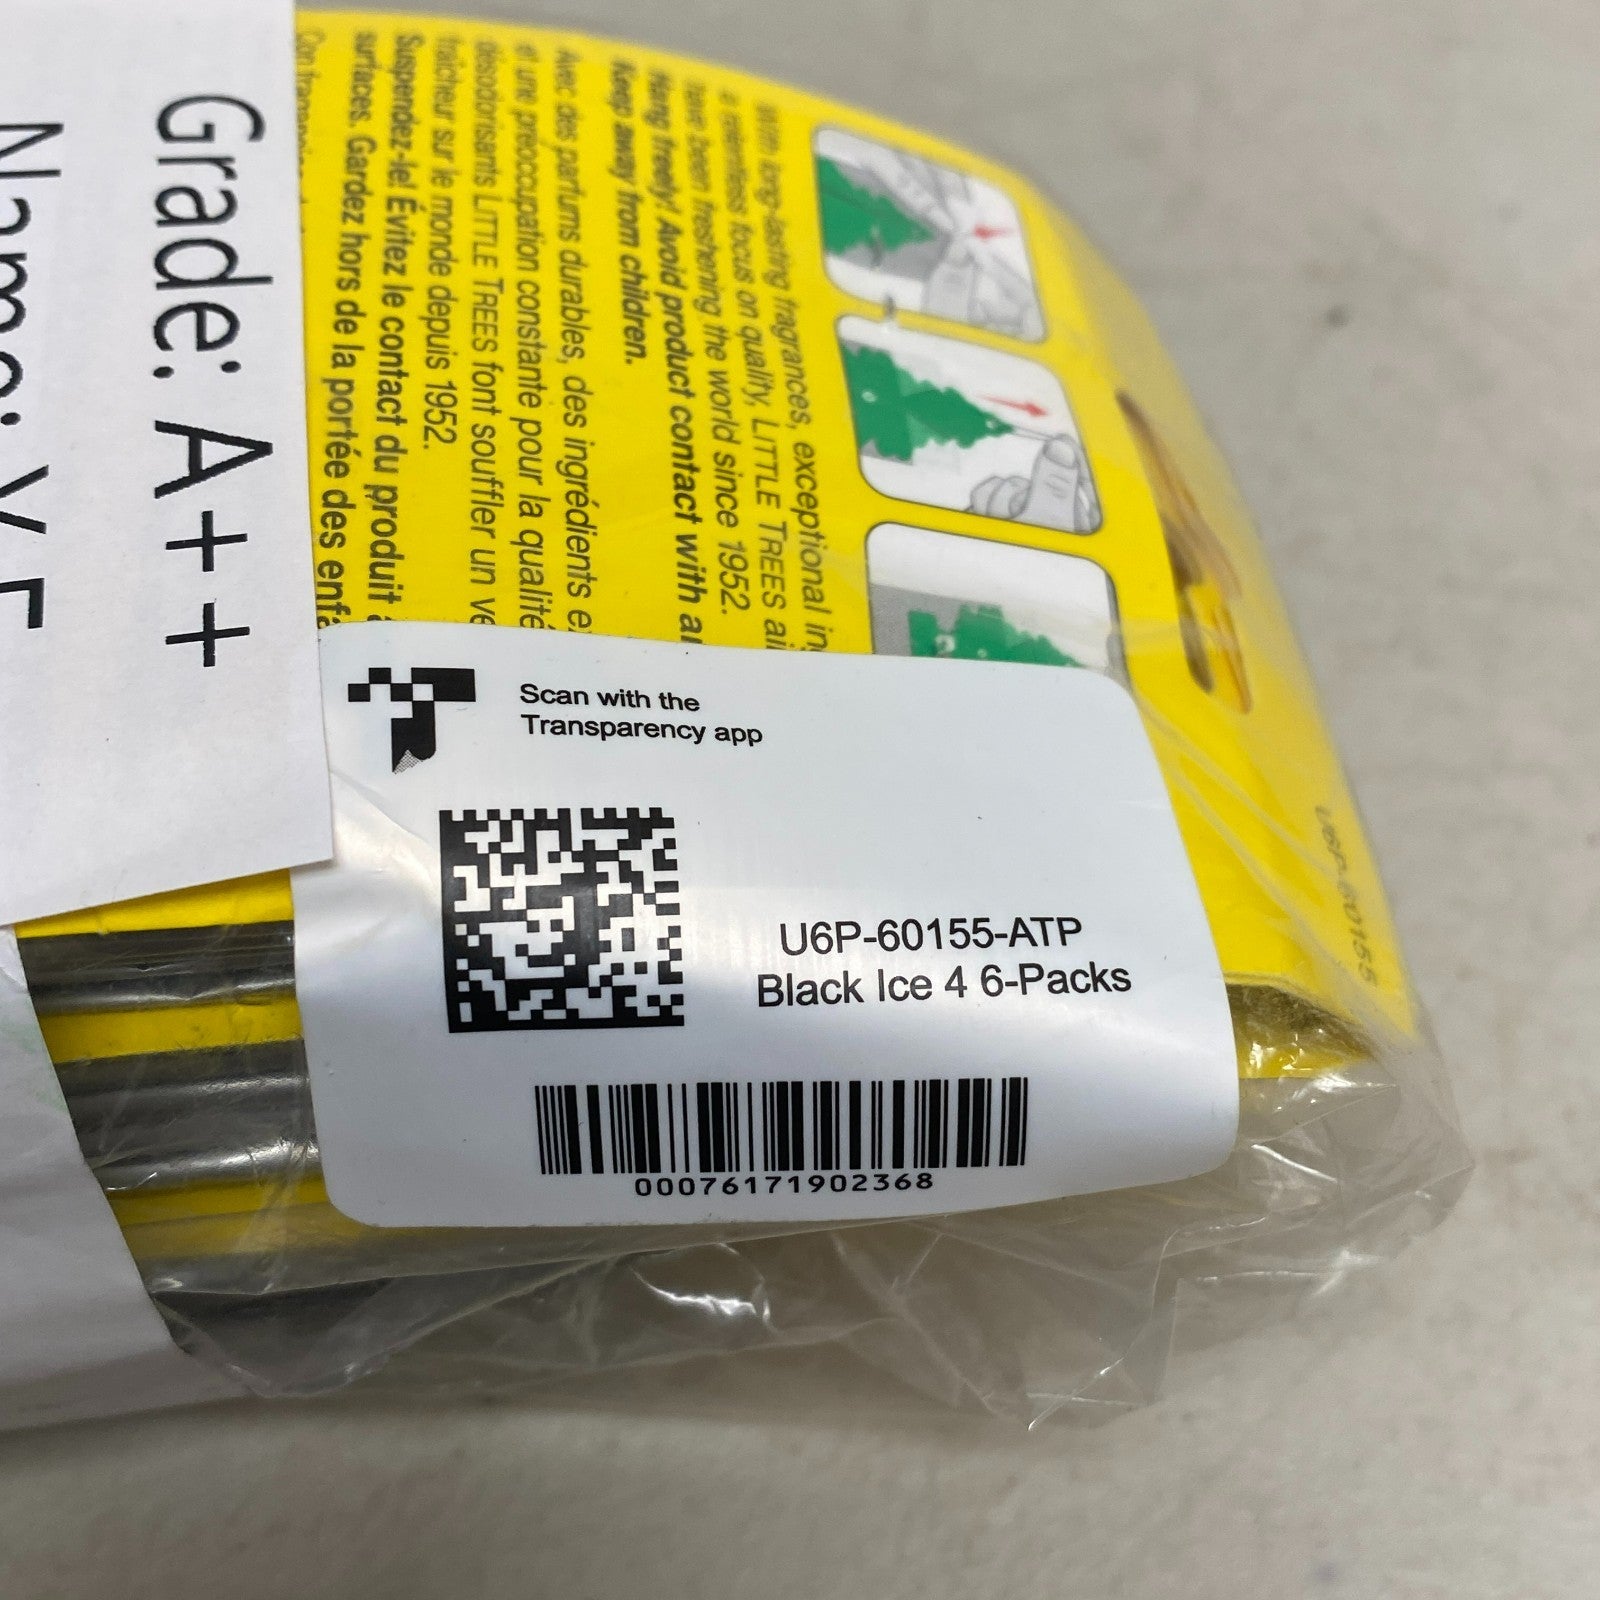 Grade: A++
With long-lasting fragrances, exceptional
a relentless focus on quality, LITTLE TREES
have been freshening the world since 1952.
Hang freely! Avoid product contact with
Keep away from children.
Avec des parfums durables, des ingrédients
et une préoccupation constante pour la qualité
désodorisants LITTLE TREES font souffler un
fraîcheur sur le monde depuis 1952.
Suspendez-le! Évitez le contact du produit
surfaces. Gardez hors de la portée des
Scan with the
Transparency app
U6P-60155-ATP
Black Ice 4 6-Packs
00076171902368
U6P-60155